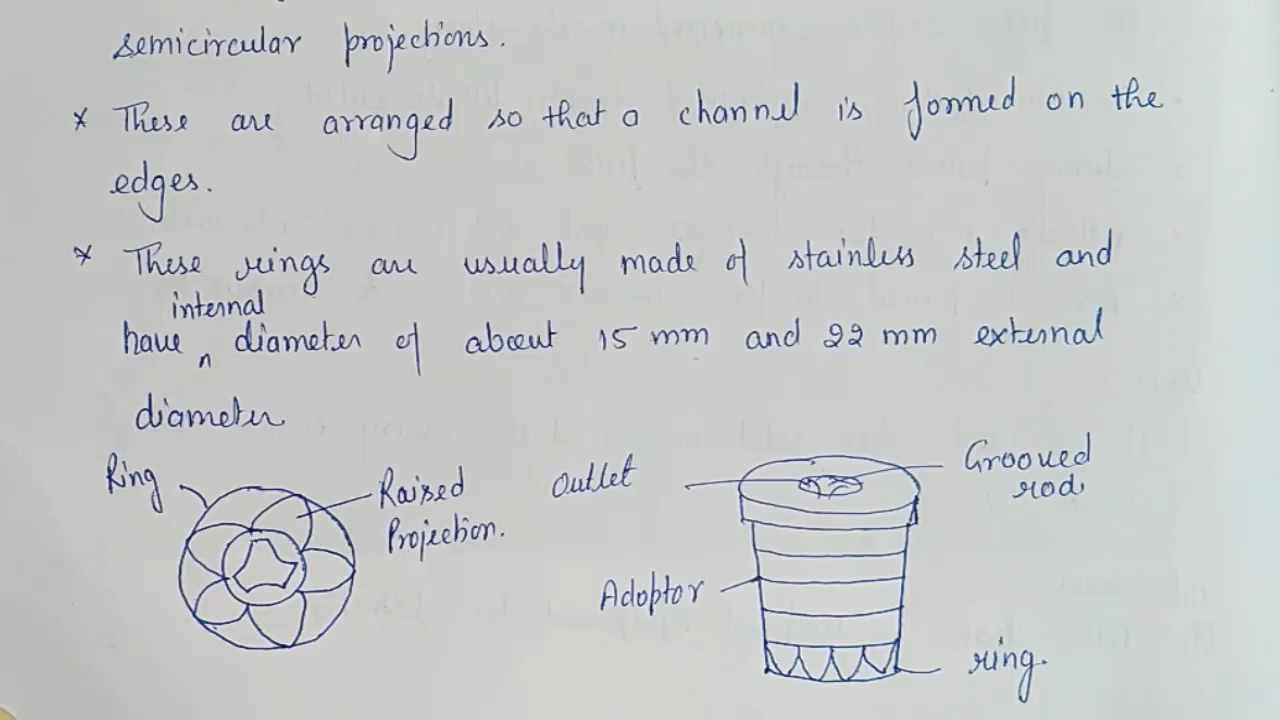 semicircular projections.
* These are arranged so that a channel is formed on the
edges.
* These rings are usually made of stainless steel and
internal
have ^ diameter of about 15 mm and 22 mm external
diameter
Ring
Raised
Projection.
outlet
Grooved
rod
Adoptor
ring.